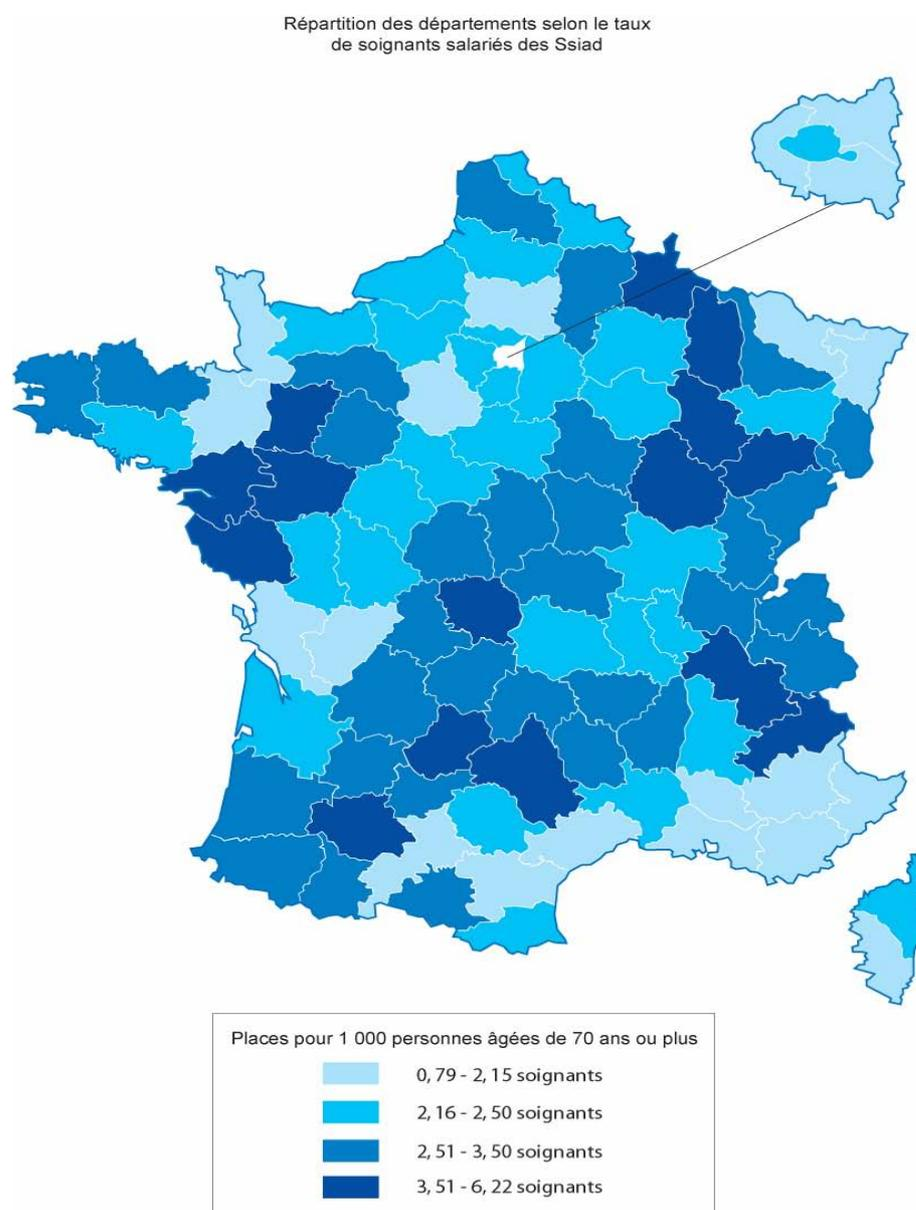 Répartition des départements selon le taux
de soignants salariés des Ssiad
Places pour 1 000 personnes âgées de 70 ans ou plus
0, 79 - 2, 15 soignants
2, 16 - 2, 50 soignants
2, 51 - 3, 50 soignants
3, 51 - 6, 22 soignants